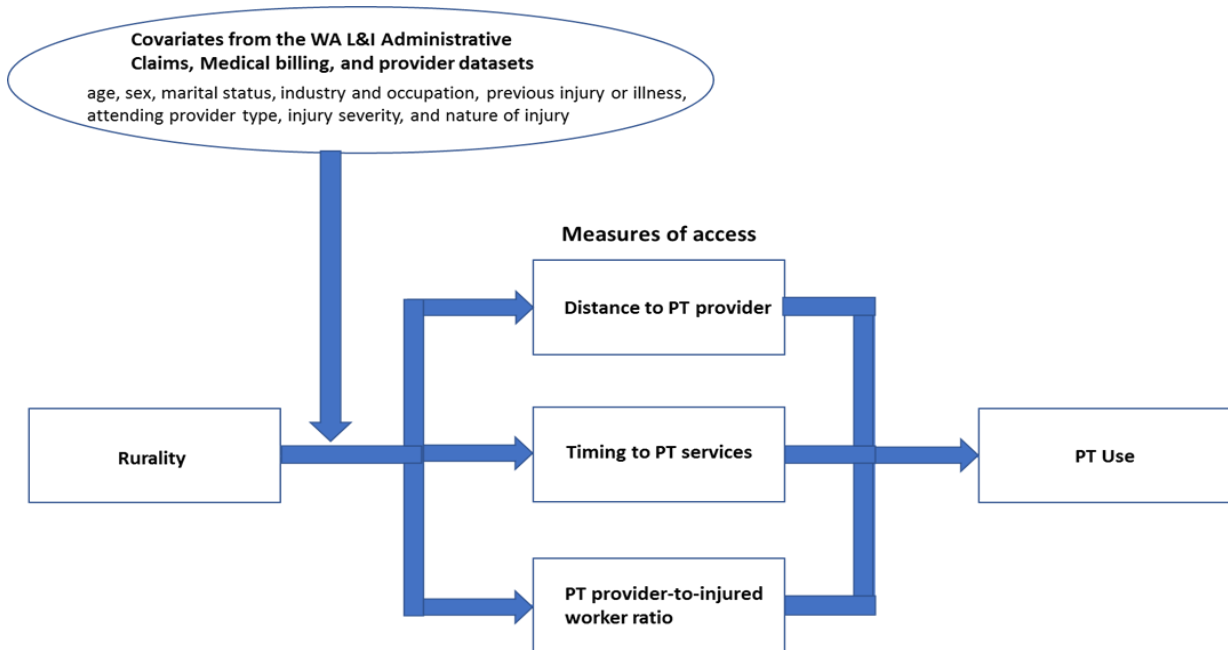 Covariates from the WA L&I Administrative
Claims, Medical billing, and provider datasets
age, sex, marital status, industry and occupation, previous injury or illness,
attending provider type, injury severity, and nature of injury
Measures of access
Distance to PT provider
Rurality
Timing to PT services
PT Use
PT provider-to-injured
worker ratio